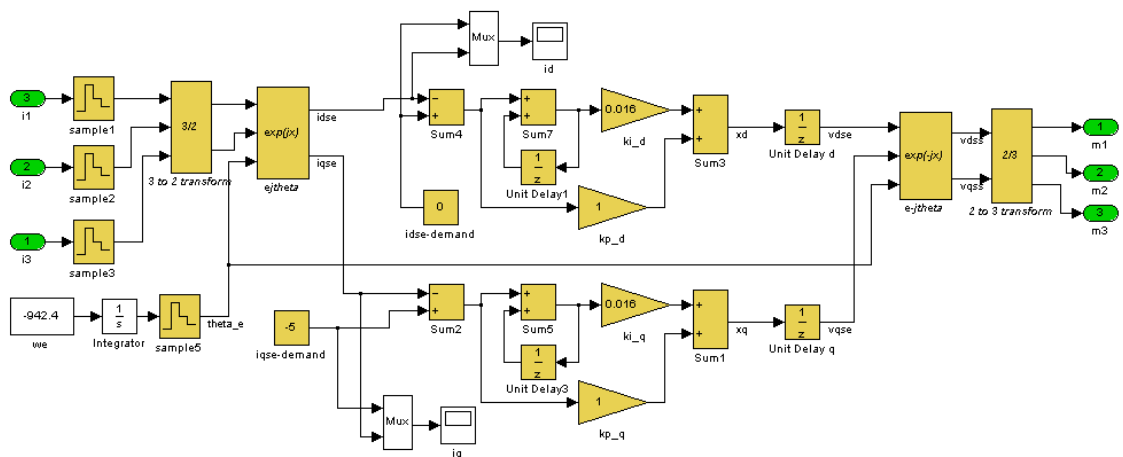 Mux
id
3
i1
sample1
3/2
3 to 2 transform
exp(jx)
ejtheta
idse
iqse
2
i2
sample2
1
i3
sample3
-942.4
we
1
s
Integrator
sample5
theta_e
Sum4
Sum7
1
z
Unit Delay1
0.016
ki_d
1
kp_d
0
idse-demand
Sum3
xd
1
z
Unit Delay d
vdse
exp(-jx)
e-jtheta
vdss
vqss
2/3
2 to 3 transform
1
m1
2
m2
3
m3
-5
iqse-demand
Sum2
Sum5
1
z
Unit Delay3
0.016
ki_q
1
kp_q
Sum1
xq
1
z
Unit Delay q
vqse
Mux